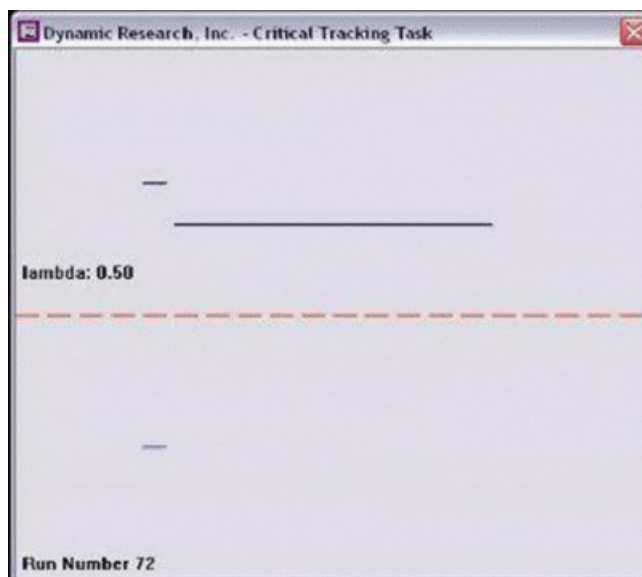 Dynamic Research, Inc. - Critical Tracking Task
lambda: 0.50
Run Number 72